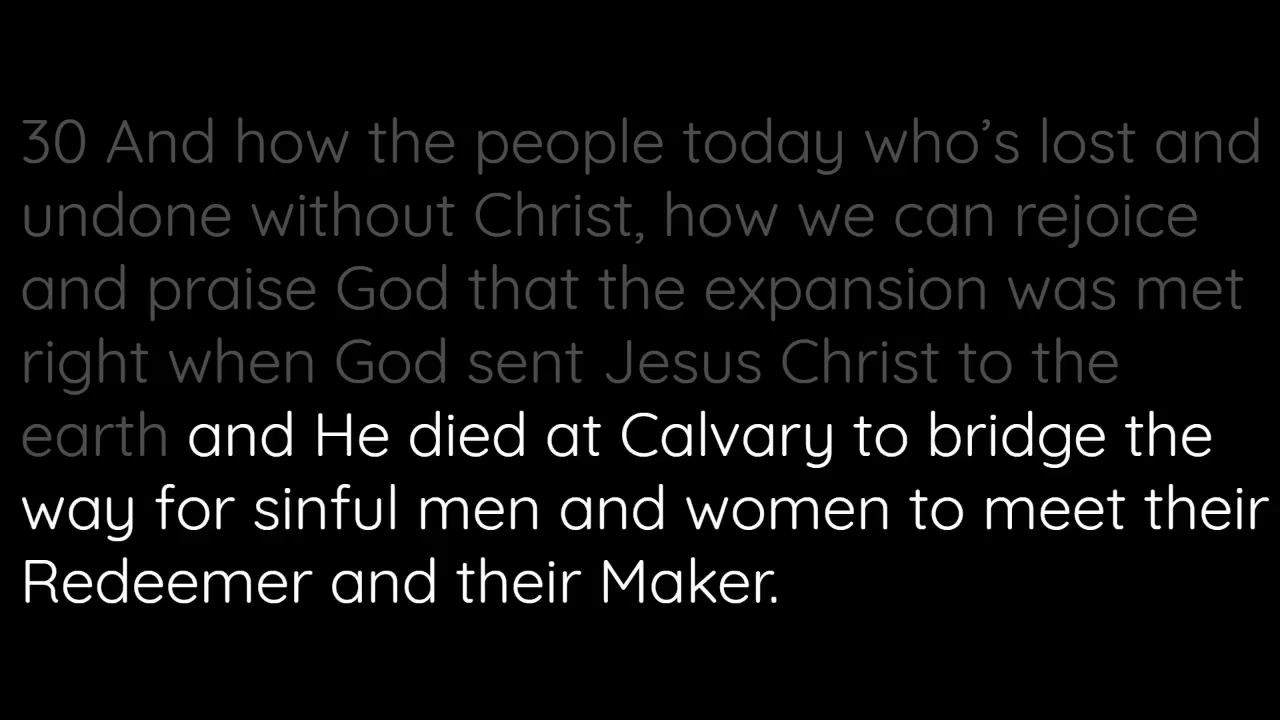 30 And how the people today who’s lost and
undone without Christ, how we can rejoice
and praise God that the expansion was met
right when God sent Jesus Christ to the
earth and He died at Calvary to bridge the
way for sinful men and women to meet their
Redeemer and their Maker.